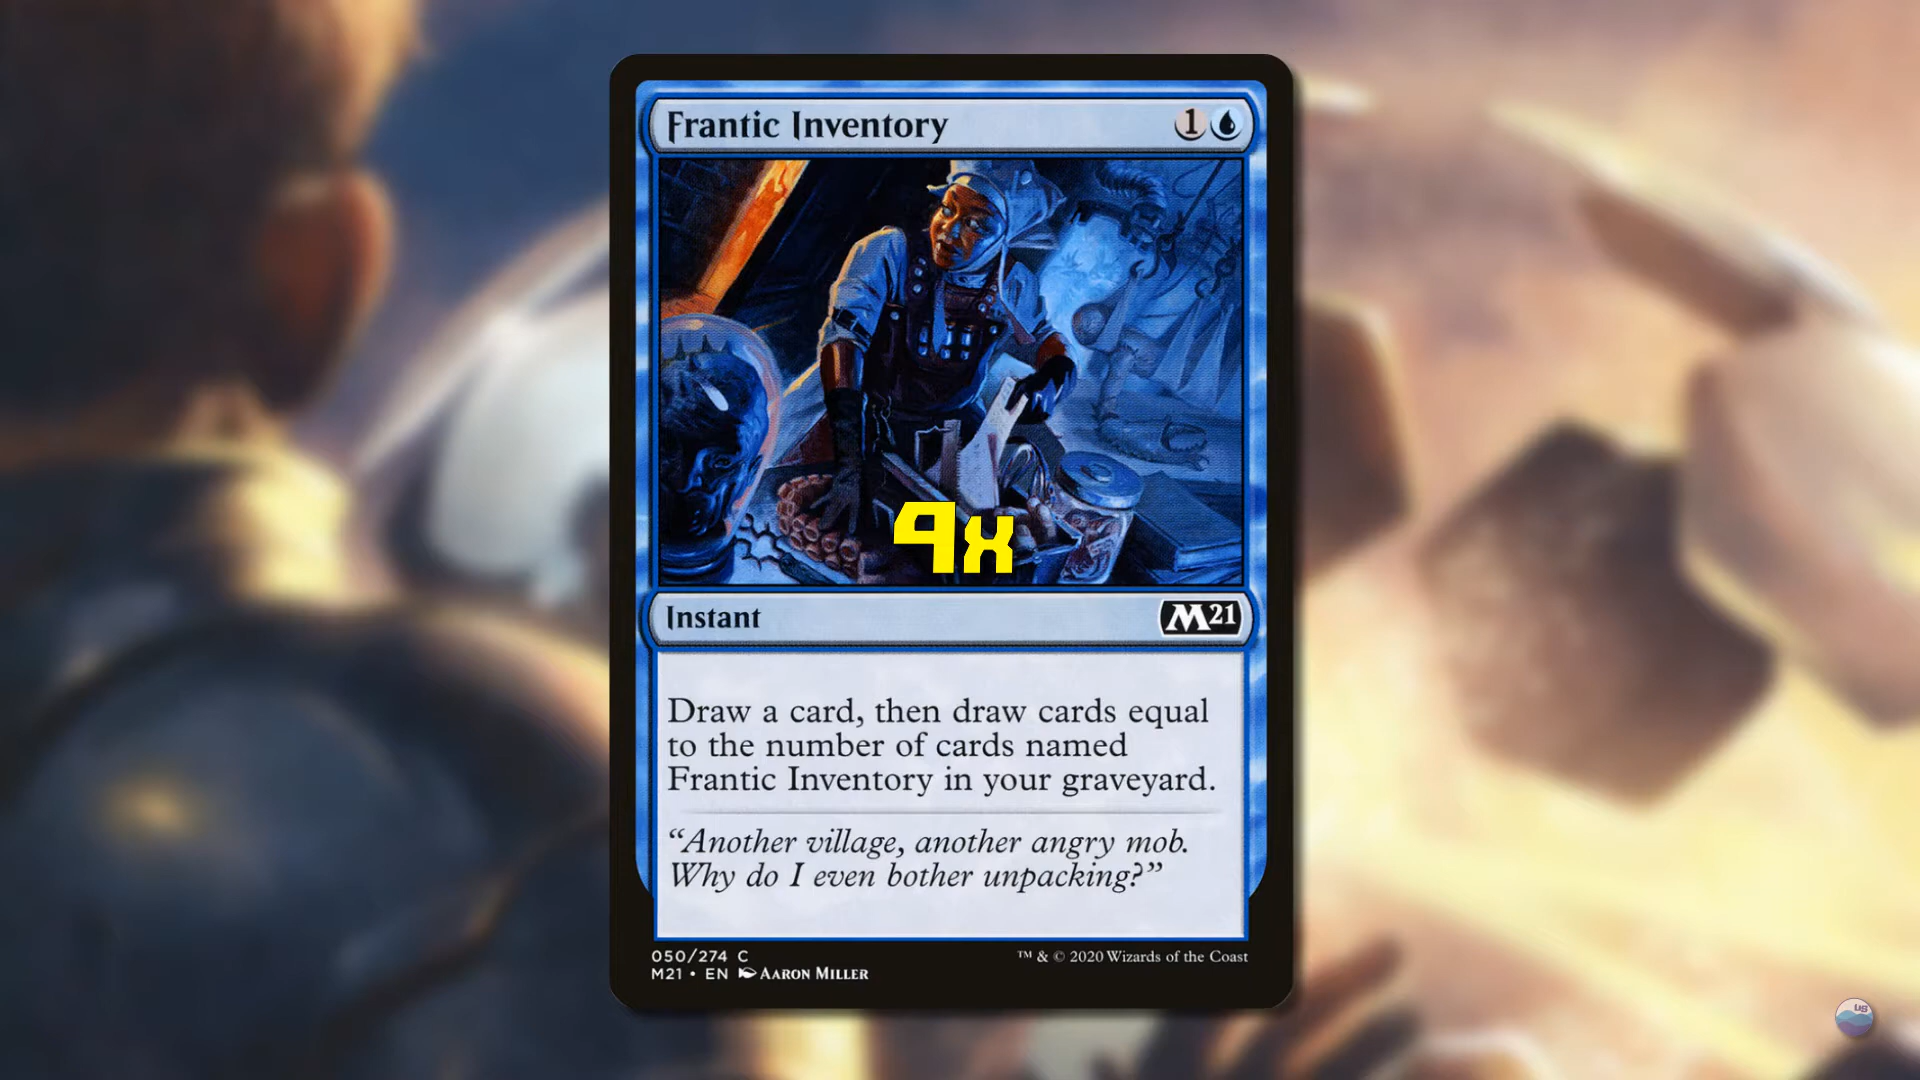 Frantic Inventory
1
4x
Instant
M21
Draw a card, then draw cards equal
to the number of cards named
Frantic Inventory in your graveyard.
“Another village, another angry mob.
Why do I even bother unpacking?”
050/274 C
M21 • EN AARON MILLER
™ & © 2020 Wizards of the Coast